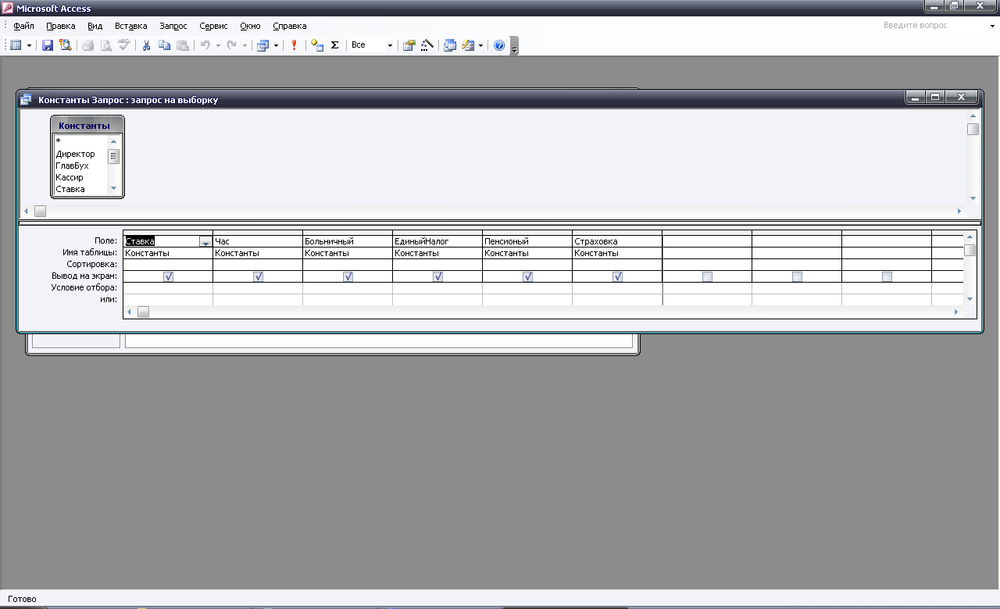 Microsoft Access
Файл Правка Вид Вставка Запрос Сервис Окно Справка Введите вопрос
ABC Все
Константы Запрос : запрос на выборку
Константы
*
Директор
ГлавБух
Кассир
Ставка
Поле: Ставка Час Больничный ЕдиныйНалог Пенсионый Страховка
Имя таблицы: Константы Константы Константы Константы Константы Константы
Сортировка:
Вывод на экран:
Условие отбора:
или:
Готово